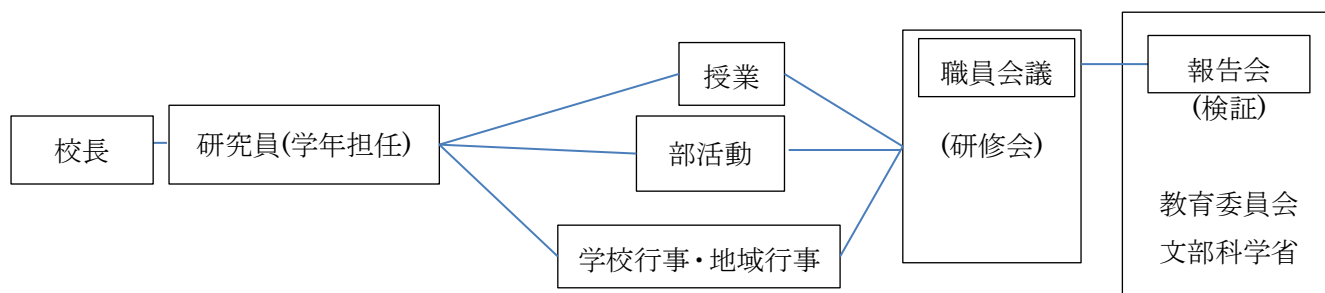 校長
研究員(学年担任)
授業
部活動
学校行事・地域行事
職員会議
(研修会)
報告会
(検証)
教育委員会
文部科学省